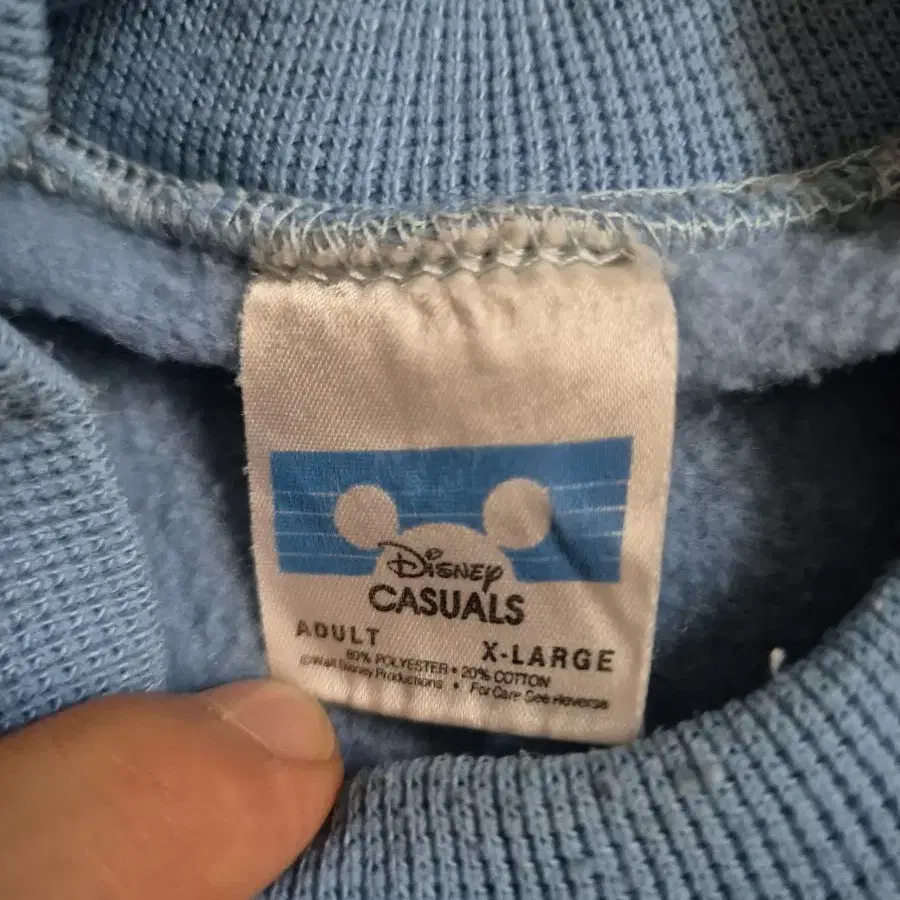 Disney
CASUALS
ADULT X-LARGE
80% POLYESTER • 20% COTTON
©Walt Disney Productions • For Care See Reverse